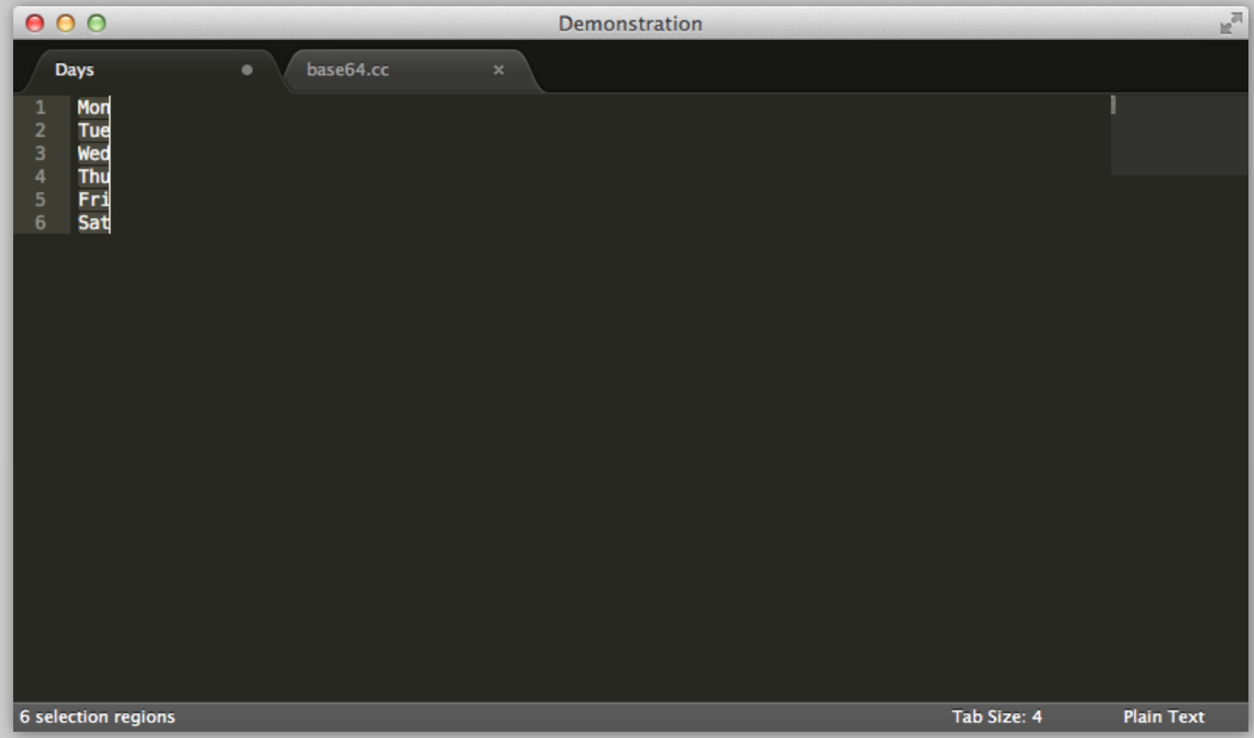 Demonstration
Days base64.cc
1 Mon
2 Tue
3 Wed
4 Thu
5 Fri
6 Sat
6 selection regions Tab Size: 4 Plain Text